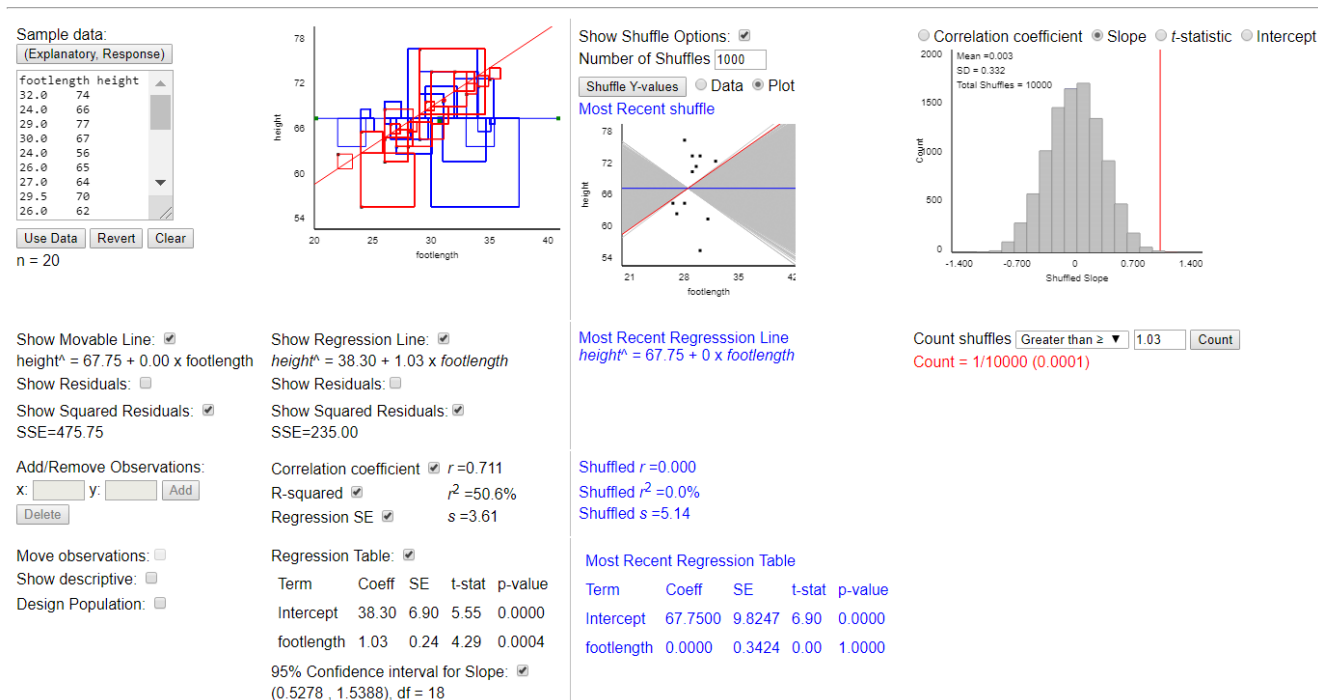 Sample data:
(Explanatory, Response)
footlength height
32.0 74
24.0 66
29.0 77
30.0 67
24.0 56
26.0 65
27.0 64
29.5 70
26.0 62
Use Data Revert Clear
n = 20
78
72
66
60
54
height
20 25 30 35 40
footlength
Show Shuffle Options:
Number of Shuffles 1000
Shuffle Y-values Data Plot
Most Recent shuffle
78
72
66
60
54
height
21 28 35 42
footlength
Correlation coefficient Slope t-statistic Intercept
Mean =0.003
SD = 0.332
Total Shuffles = 10000
2000
1500
1000
500
0
Count
-1.400 -0.700 0 0.700 1.400
Shuffled Slope
Show Movable Line:
height^ = 67.75 + 0.00 x footlength
Show Residuals:
Show Squared Residuals:
SSE=475.75
Show Regression Line:
height^ = 38.30 + 1.03 x footlength
Show Residuals:
Show Squared Residuals:
SSE=235.00
Most Recent Regresssion Line
height^ = 67.75 + 0 x footlength
Count shuffles Greater than ≥ 1.03 Count
Count = 1/10000 (0.0001)
Add/Remove Observations:
x: y: Add
Delete
Correlation coefficient r =0.711
R-squared r² =50.6%
Regression SE s =3.61
Shuffled r =0.000
Shuffled r² =0.0%
Shuffled s =5.14
Move observations:
Show descriptive:
Design Population:
Regression Table:
Term Coeff SE t-stat p-value
Intercept 38.30 6.90 5.55 0.0000
footlength 1.03 0.24 4.29 0.0004
95% Confidence interval for Slope:
(0.5278 , 1.5388), df = 18
Most Recent Regression Table
Term Coeff SE t-stat p-value
Intercept 67.7500 9.8247 6.90 0.0000
footlength 0.0000 0.3424 0.00 1.0000